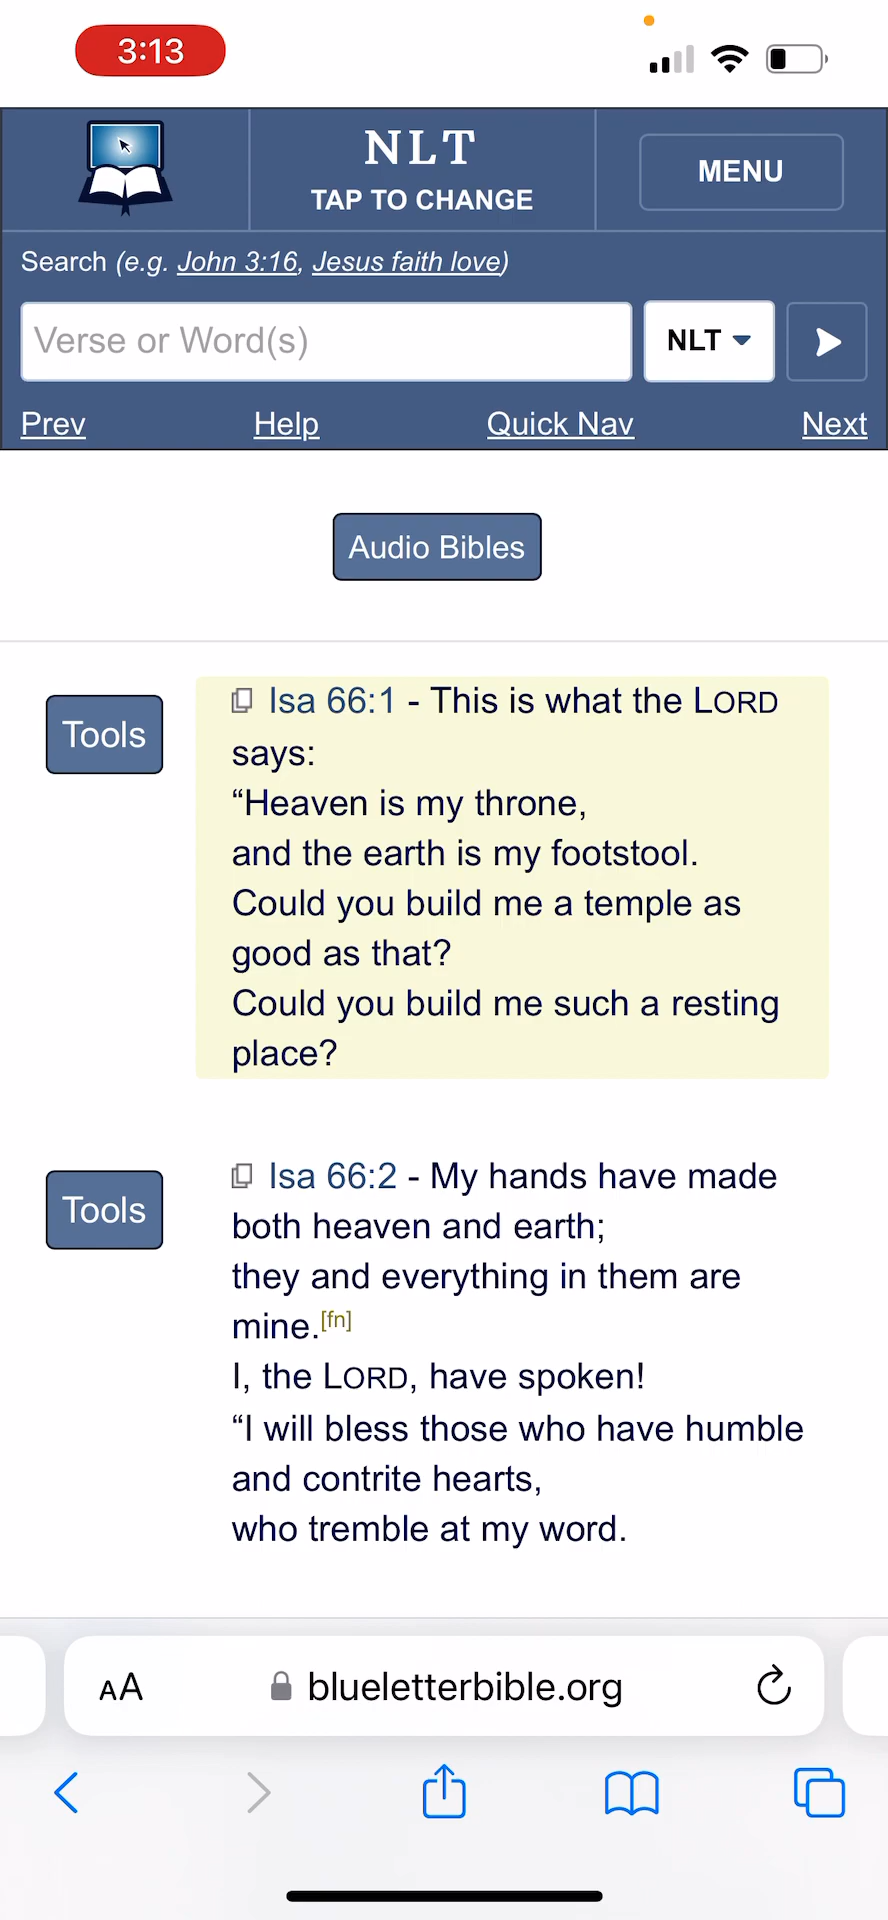 3:13
NLT
TAP TO CHANGE
MENU
Search (e.g. John 3:16, Jesus faith love)
Verse or Word(s)
NLT
Prev
Help
Quick Nav
Next
Audio Bibles
Tools
Isa 66:1 - This is what the LORD
says:
“Heaven is my throne,
and the earth is my footstool.
Could you build me a temple as
good as that?
Could you build me such a resting
place?
Tools
Isa 66:2 - My hands have made
both heaven and earth;
they and everything in them are
mine.[fn]
I, the LORD, have spoken!
“I will bless those who have humble
and contrite hearts,
who tremble at my word.
AA
blueletterbible.org